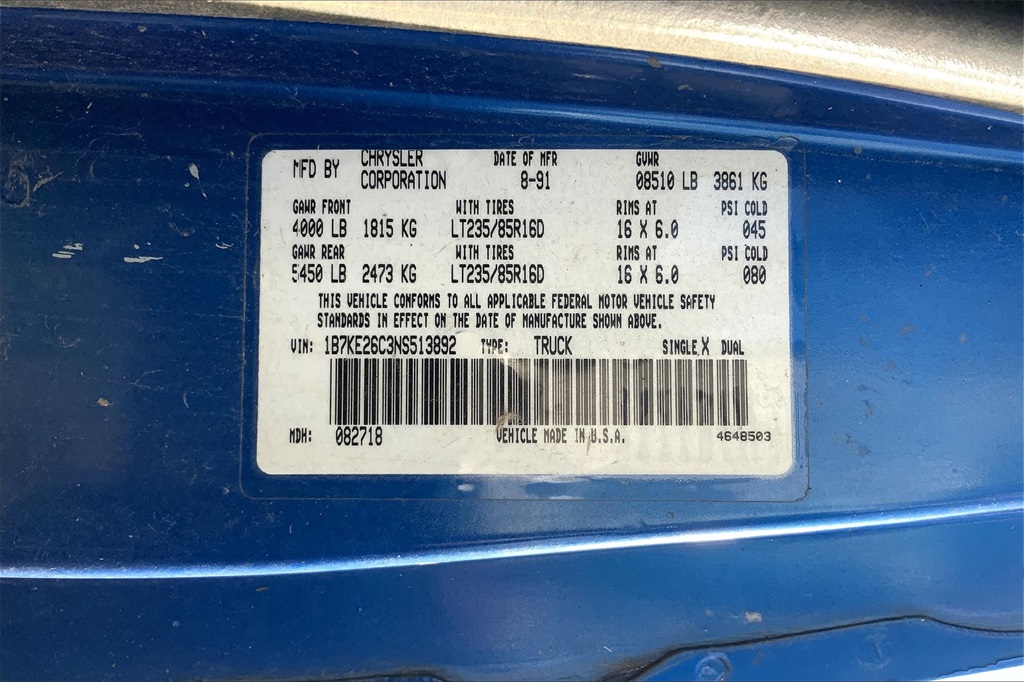 MFD BY CHRYSLER CORPORATION DATE OF MFR 8-91 GVWR 08510 LB 3861 KG
GAWR FRONT WITH TIRES RIMS AT PSI COLD
4000 LB 1815 KG LT235/85R16D 16 X 6.0 045
GAWR REAR WITH TIRES RIMS AT PSI COLD
5450 LB 2473 KG LT235/85R16D 16 X 6.0 080
THIS VEHICLE CONFORMS TO ALL APPLICABLE FEDERAL MOTOR VEHICLE SAFETY
STANDARDS IN EFFECT ON THE DATE OF MANUFACTURE SHOWN ABOVE.
VIN: 1B7KE26C3NS513892 TYPE: TRUCK SINGLE X DUAL
MDH: 082718 VEHICLE MADE IN U.S.A. 4648503